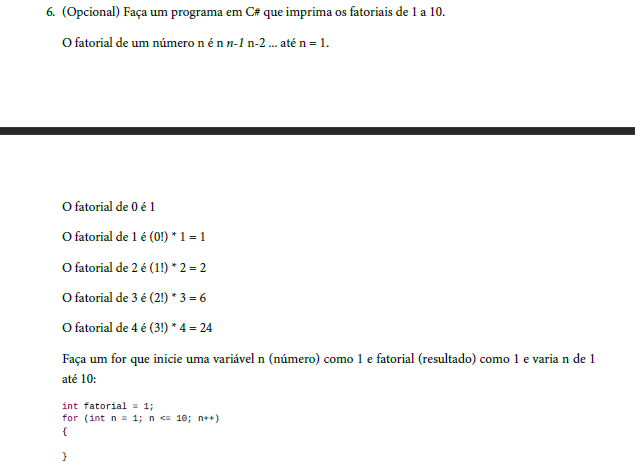 6. (Opcional) Faça um programa em C# que imprima os fatoriais de 1 a 10.
O fatorial de um número n é n n-1 n-2 ... até n = 1.
O fatorial de 0 é 1
O fatorial de 1 é (0!) * 1 = 1
O fatorial de 2 é (1!) * 2 = 2
O fatorial de 3 é (2!) * 3 = 6
O fatorial de 4 é (3!) * 4 = 24
Faça um for que inicie uma variável n (número) como 1 e fatorial (resultado) como 1 e varia n de 1
até 10:
int fatorial = 1;
for (int n = 1; n <= 10; n++)
{
}